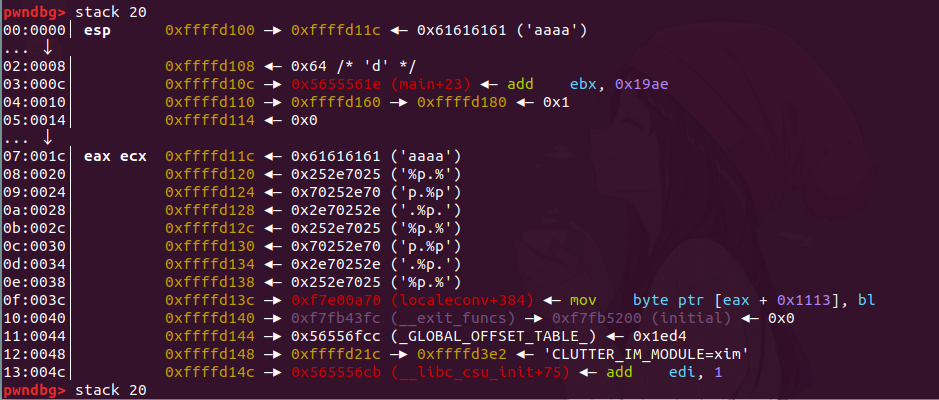 pwndbg> stack 20
00:0000│ esp 0xffffd100 —▸ 0xffffd11c ◂— 0x61616161 ('aaaa')
... ↓
02:0008│ 0xffffd108 ◂— 0x64 /* 'd' */
03:000c│ 0xffffd10c —▸ 0x5655561e (main+23) ◂— add ebx, 0x19ae
04:0010│ 0xffffd110 —▸ 0xffffd160 —▸ 0xffffd180 ◂— 0x1
05:0014│ 0xffffd114 ◂— 0x0
... ↓
07:001c│ eax ecx 0xffffd11c ◂— 0x61616161 ('aaaa')
08:0020│ 0xffffd120 ◂— 0x252e7025 ('%p.%')
09:0024│ 0xffffd124 ◂— 0x70252e70 ('p.%p')
0a:0028│ 0xffffd128 ◂— 0x2e70252e ('.%p.')
0b:002c│ 0xffffd12c ◂— 0x252e7025 ('%p.%')
0c:0030│ 0xffffd130 ◂— 0x70252e70 ('p.%p')
0d:0034│ 0xffffd134 ◂— 0x2e70252e ('.%p.')
0e:0038│ 0xffffd138 ◂— 0x252e7025 ('%p.%')
0f:003c│ 0xffffd13c —▸ 0xf7e00a70 (localeconv+384) ◂— mov byte ptr [eax + 0x1113], bl
10:0040│ 0xffffd140 —▸ 0xf7fb43fc (__exit_funcs) —▸ 0xf7fb5200 (initial) ◂— 0x0
11:0044│ 0xffffd144 —▸ 0x56556fcc (_GLOBAL_OFFSET_TABLE_) ◂— 0x1ed4
12:0048│ 0xffffd148 —▸ 0xffffd21c —▸ 0xffffd3e2 ◂— 'CLUTTER_IM_MODULE=xim'
13:004c│ 0xffffd14c —▸ 0x565556cb (__libc_csu_init+75) ◂— add edi, 1
pwndbg> stack 20